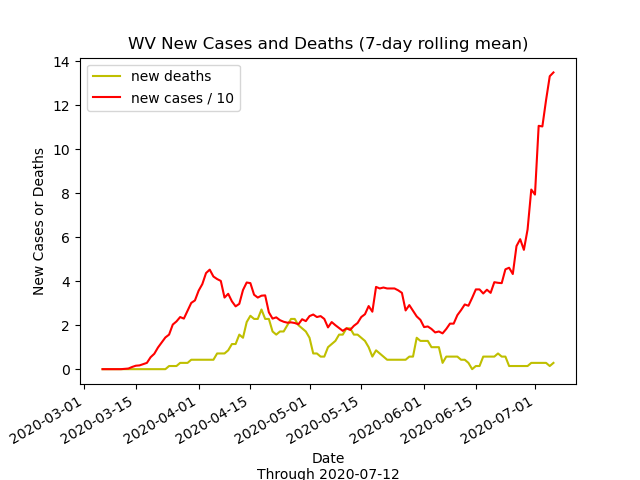 WV New Cases and Deaths (7-day rolling mean)
new deaths
new cases / 10
New Cases or Deaths
14
12
10
8
6
4
2
0
2020-03-01
2020-03-15
2020-04-01
2020-04-15
2020-05-01
2020-05-15
2020-06-01
2020-06-15
2020-07-01
Date
Through 2020-07-12